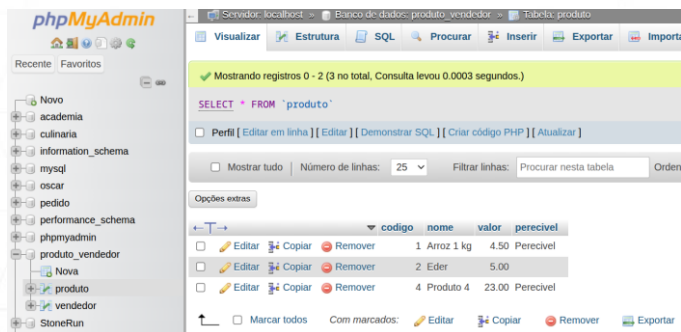 phpMyAdmin
Recente Favoritos
Novo
academia
culinaria
information_schema
mysql
oscar
pedido
performance_schema
phpmyadmin
produto_vendedor
Nova
produto
vendedor
StoneRun
Servidor: localhost » Banco de dados: produto_vendedor » Tabela: produto
Visualizar Estrutura SQL Procurar Inserir Exportar Importa
Mostrando registros 0 - 2 (3 no total, Consulta levou 0.0003 segundos.)
SELECT * FROM `produto`
Perfil [ Editar em linha ] [ Editar ] [ Demonstrar SQL ] [ Criar código PHP ] [ Atualizar ]
Mostrar tudo | Número de linhas: 25 Filtrar linhas: Procurar nesta tabela Orden
Opções extras
←T→ codigo nome valor perecivel
Editar Copiar Remover 1 Arroz 1 kg 4.50 Perecivel
Editar Copiar Remover 2 Eder 5.00
Editar Copiar Remover 4 Produto 4 23.00 Perecivel
Marcar todos Com marcados: Editar Copiar Remover Exportar